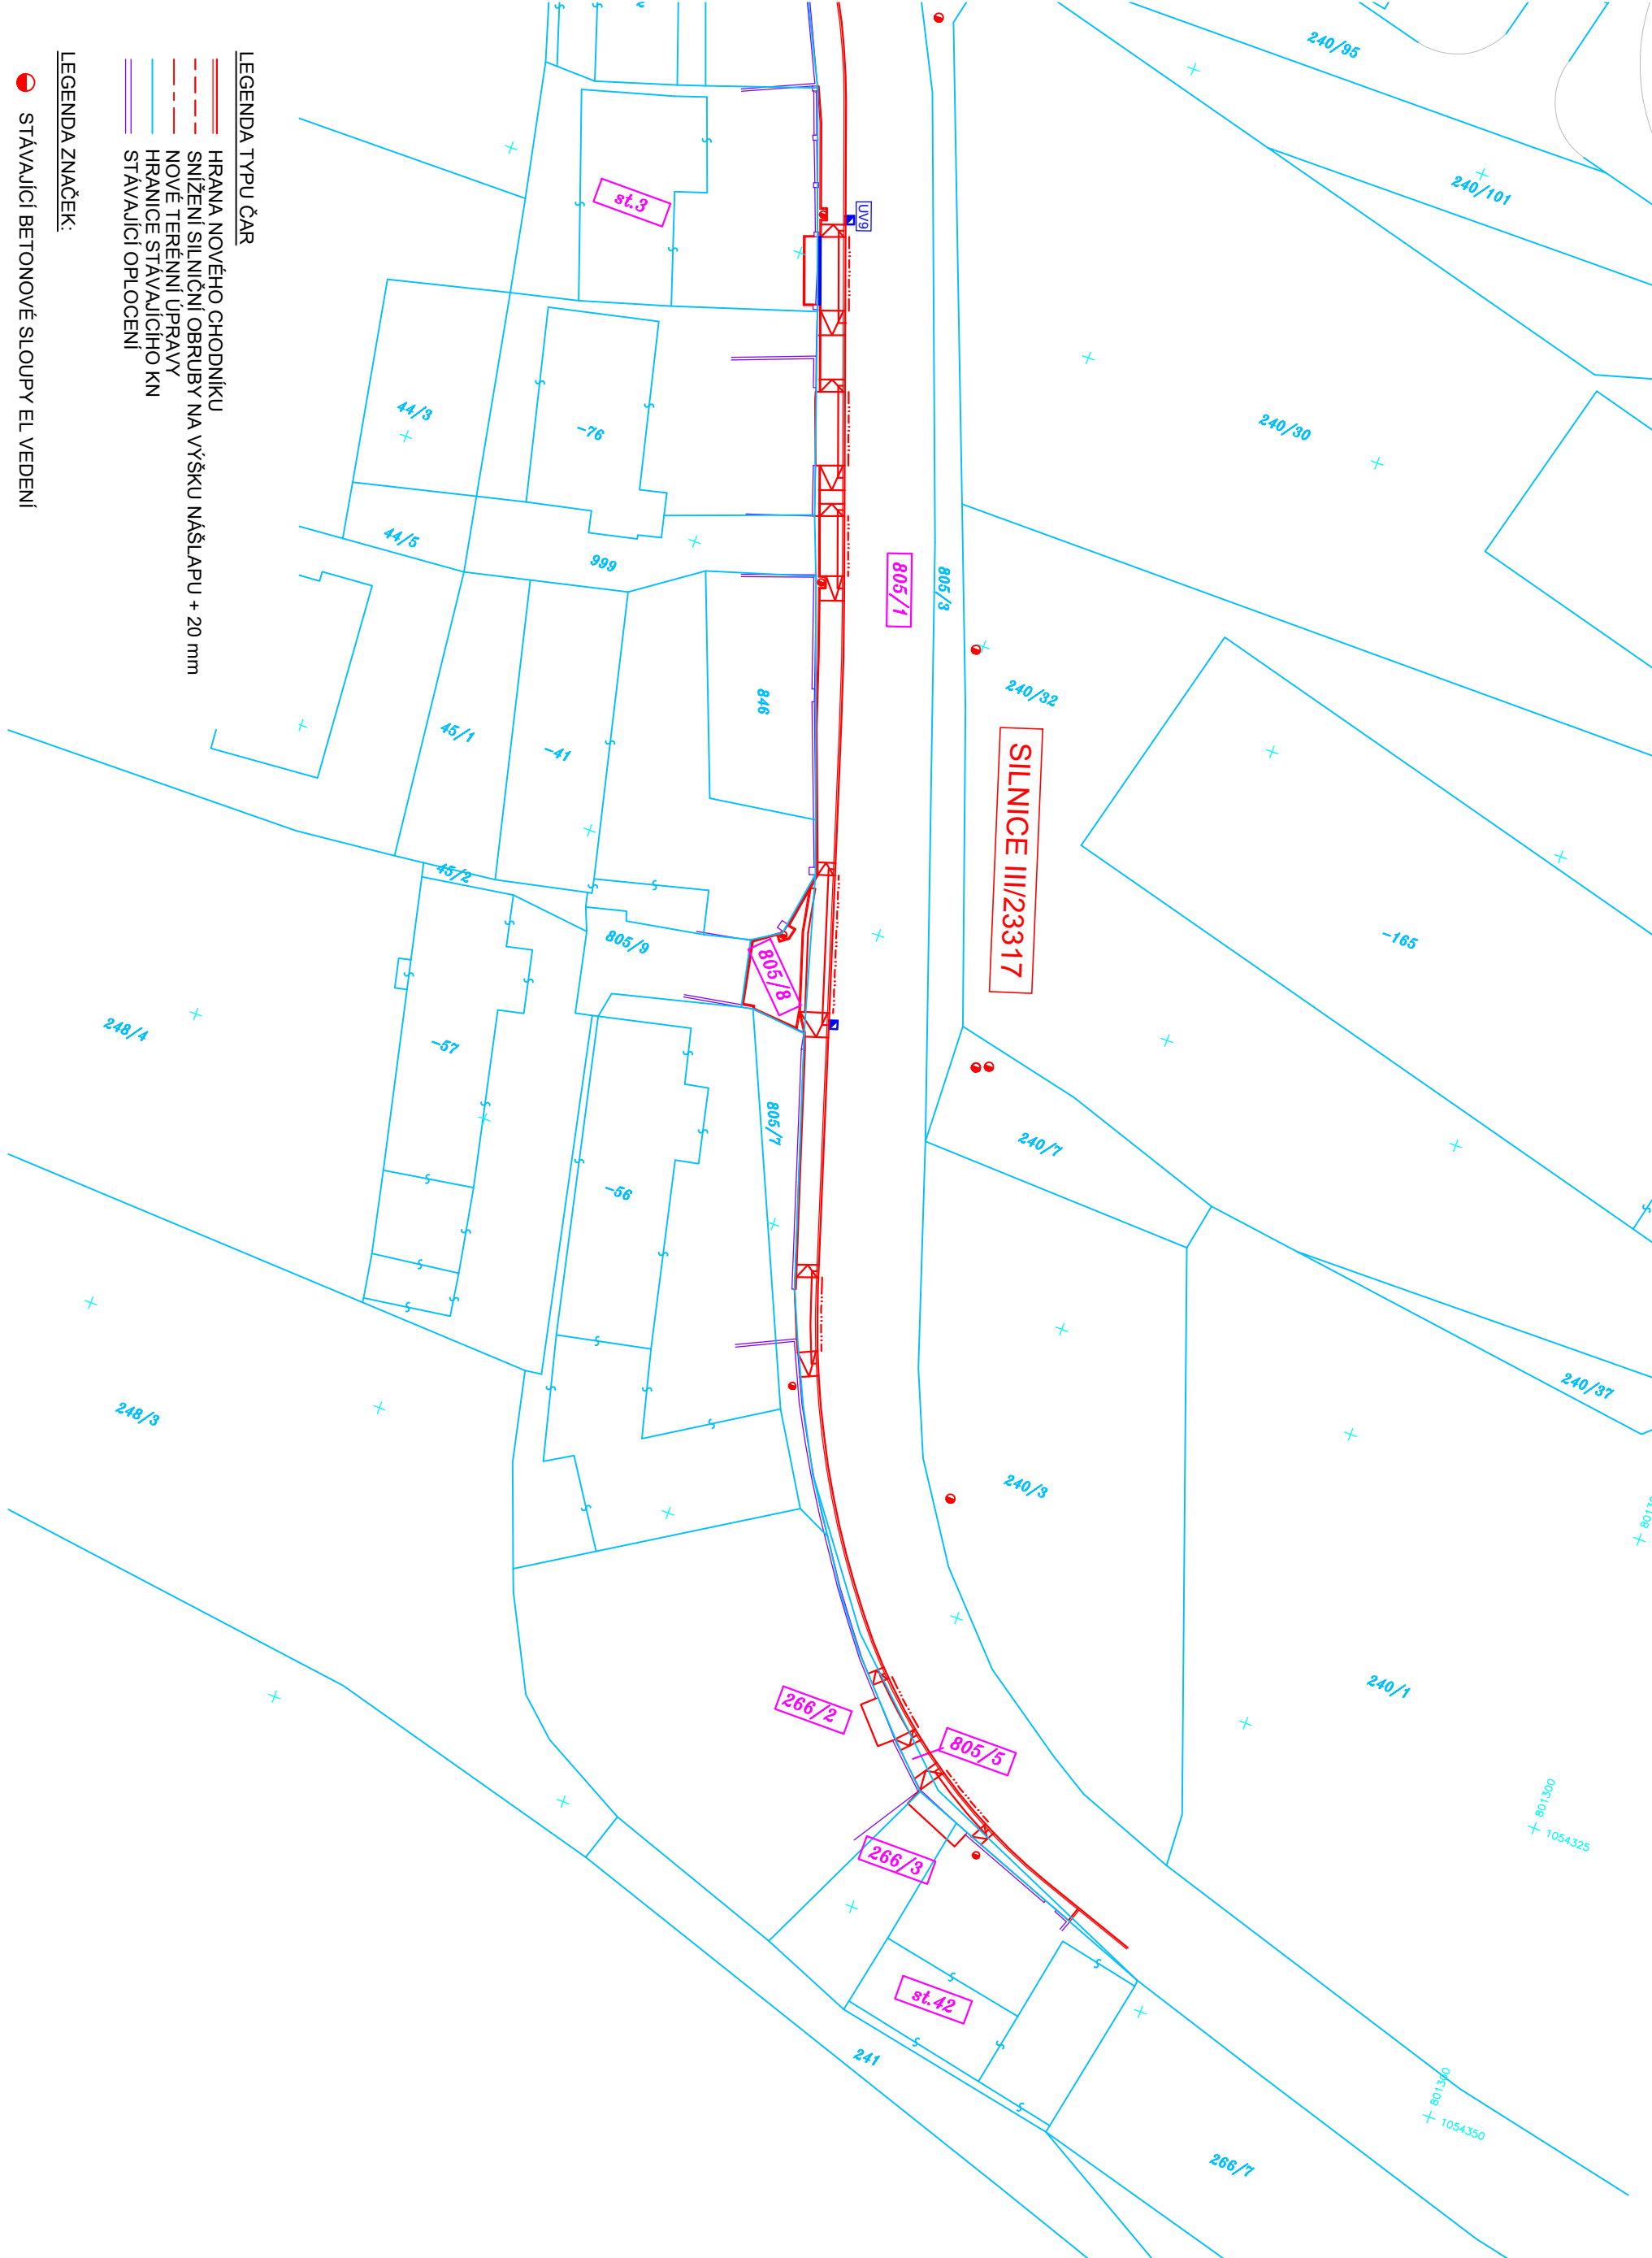 240/95
240/101
240/30
240/32
-165
240/7
240/37
240/3
240/1
801300
1054325
801300
1054350
266/7
241
SILNICE III/23317
805/3
805/1
UV9
st.3
-76
44/3
44/5
999
846
45/1
-41
45/2
805/9
805/8
805/7
-57
-56
248/4
248/3
266/2
805/5
266/3
st.42
LEGENDA TYPU ČAR
HRANA NOVÉHO CHODNÍKU
SNÍŽENÍ SILNIČNÍ OBRUBY NA VÝŠKU NÁŠLAPU + 20 mm
NOVÉ TERÉNNÍ ÚPRAVY
HRANICE STÁVAJÍCÍHO KN
STÁVAJÍCÍ OPLOCENÍ
LEGENDA ZNAČEK:
STÁVAJÍCÍ BETONOVÉ SLOUPY EL VEDENÍ